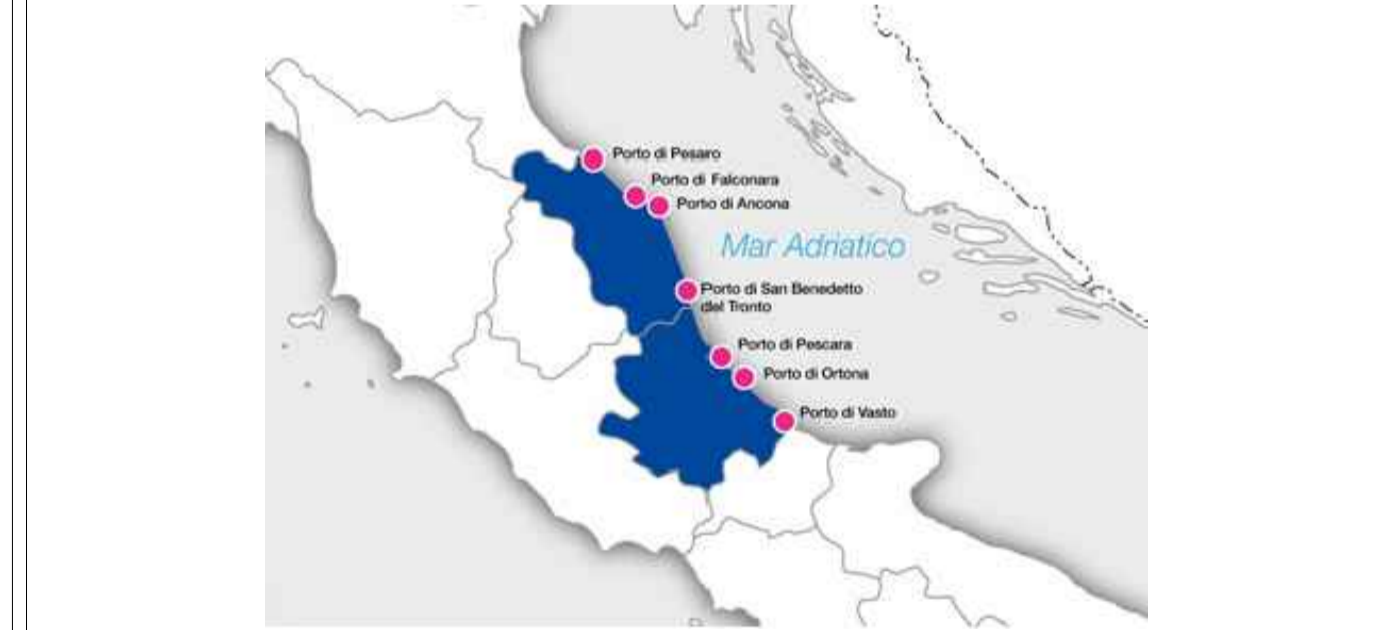 Porto di Pesaro
Porto di Falconara
Porto di Ancona
Mar Adriatico
Porto di San Benedetto
del Tronto
Porto di Pescara
Porto di Ortona
Porto di Vasto